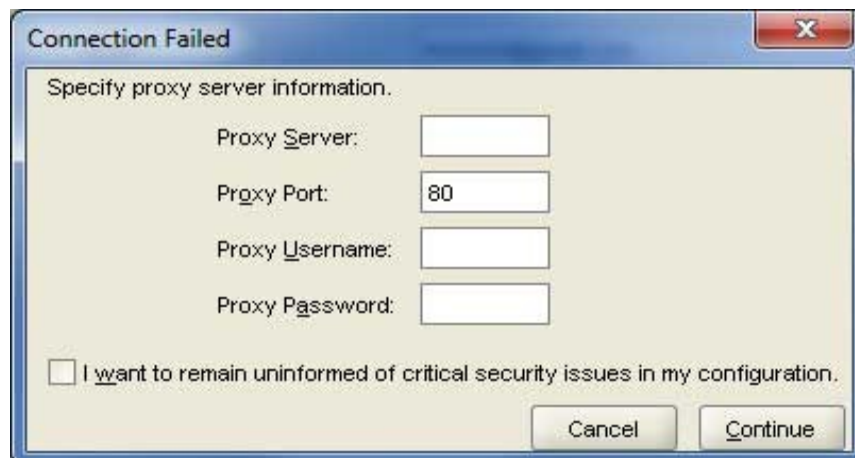 Connection Failed
Specify proxy server information.
Proxy Server:
Proxy Port: 80
Proxy Username:
Proxy Password:
I want to remain uninformed of critical security issues in my configuration.
Cancel Continue